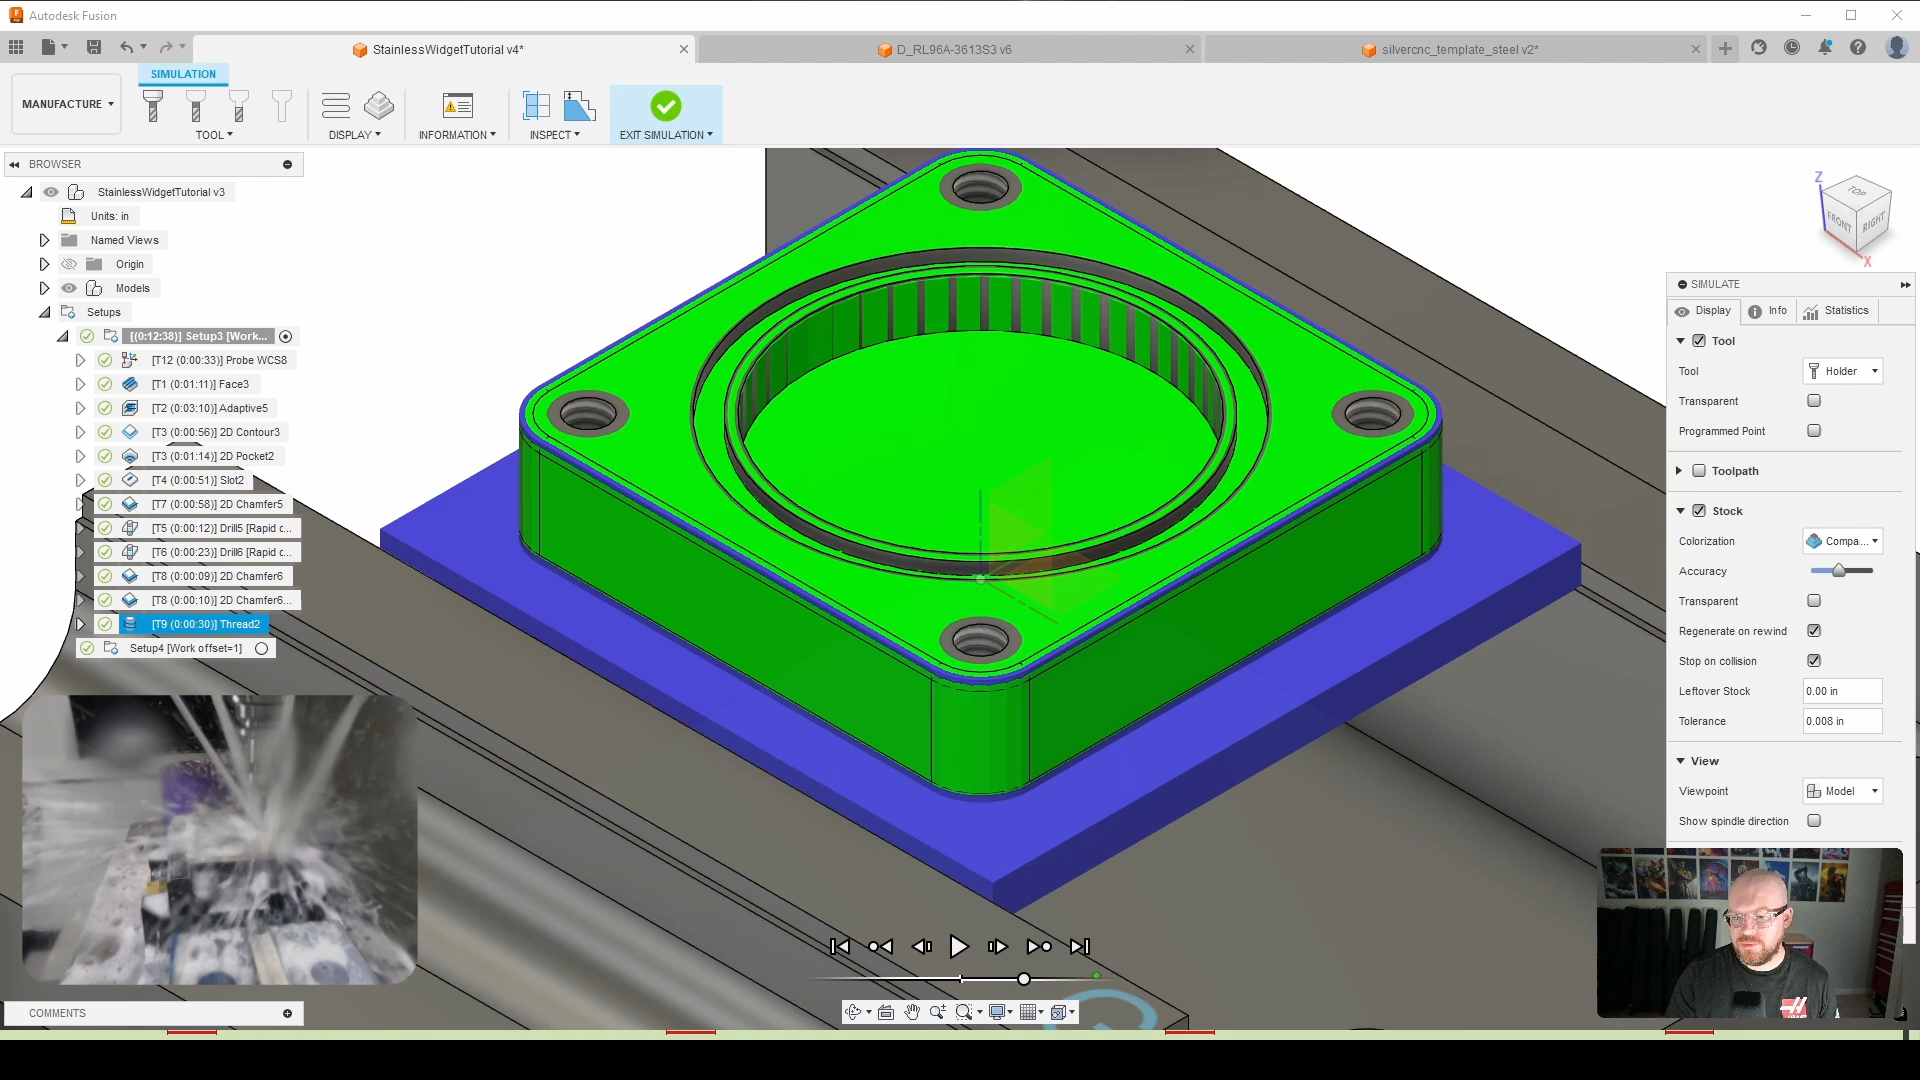 Autodesk Fusion
StainlessWidgetTutorial v4*
D_RL96A-3613S3 v6
silvercnc_template_steel v2*
SIMULATION
MANUFACTURE
TOOL
DISPLAY
INFORMATION
INSPECT
EXIT SIMULATION
BROWSER
StainlessWidgetTutorial v3
Units: in
Named Views
Origin
Models
Setups
[(0:12:38)] Setup3 [Work...
[T12 (0:00:33)] Probe WCS8
[T1 (0:01:11)] Face3
[T2 (0:03:10)] Adaptive5
[T3 (0:00:56)] 2D Contour3
[T3 (0:01:14)] 2D Pocket2
[T4 (0:00:51)] Slot2
[T7 (0:00:58)] 2D Chamfer5
[T5 (0:00:12)] Drill5 [Rapid c...
[T6 (0:00:23)] Drill6 [Rapid c...
[T8 (0:00:09)] 2D Chamfer6
[T8 (0:00:10)] 2D Chamfer6...
[T9 (0:00:30)] Thread2
Setup4 [Work offset=1]
COMMENTS
Z
TOP
FRONT
RIGHT
X
SIMULATE
Display
Info
Statistics
Tool
Tool
Holder
Transparent
Programmed Point
Toolpath
Stock
Colorization
Compa...
Accuracy
Transparent
Regenerate on rewind
Stop on collision
Leftover Stock
0.00 in
Tolerance
0.008 in
View
Viewpoint
Model
Show spindle direction